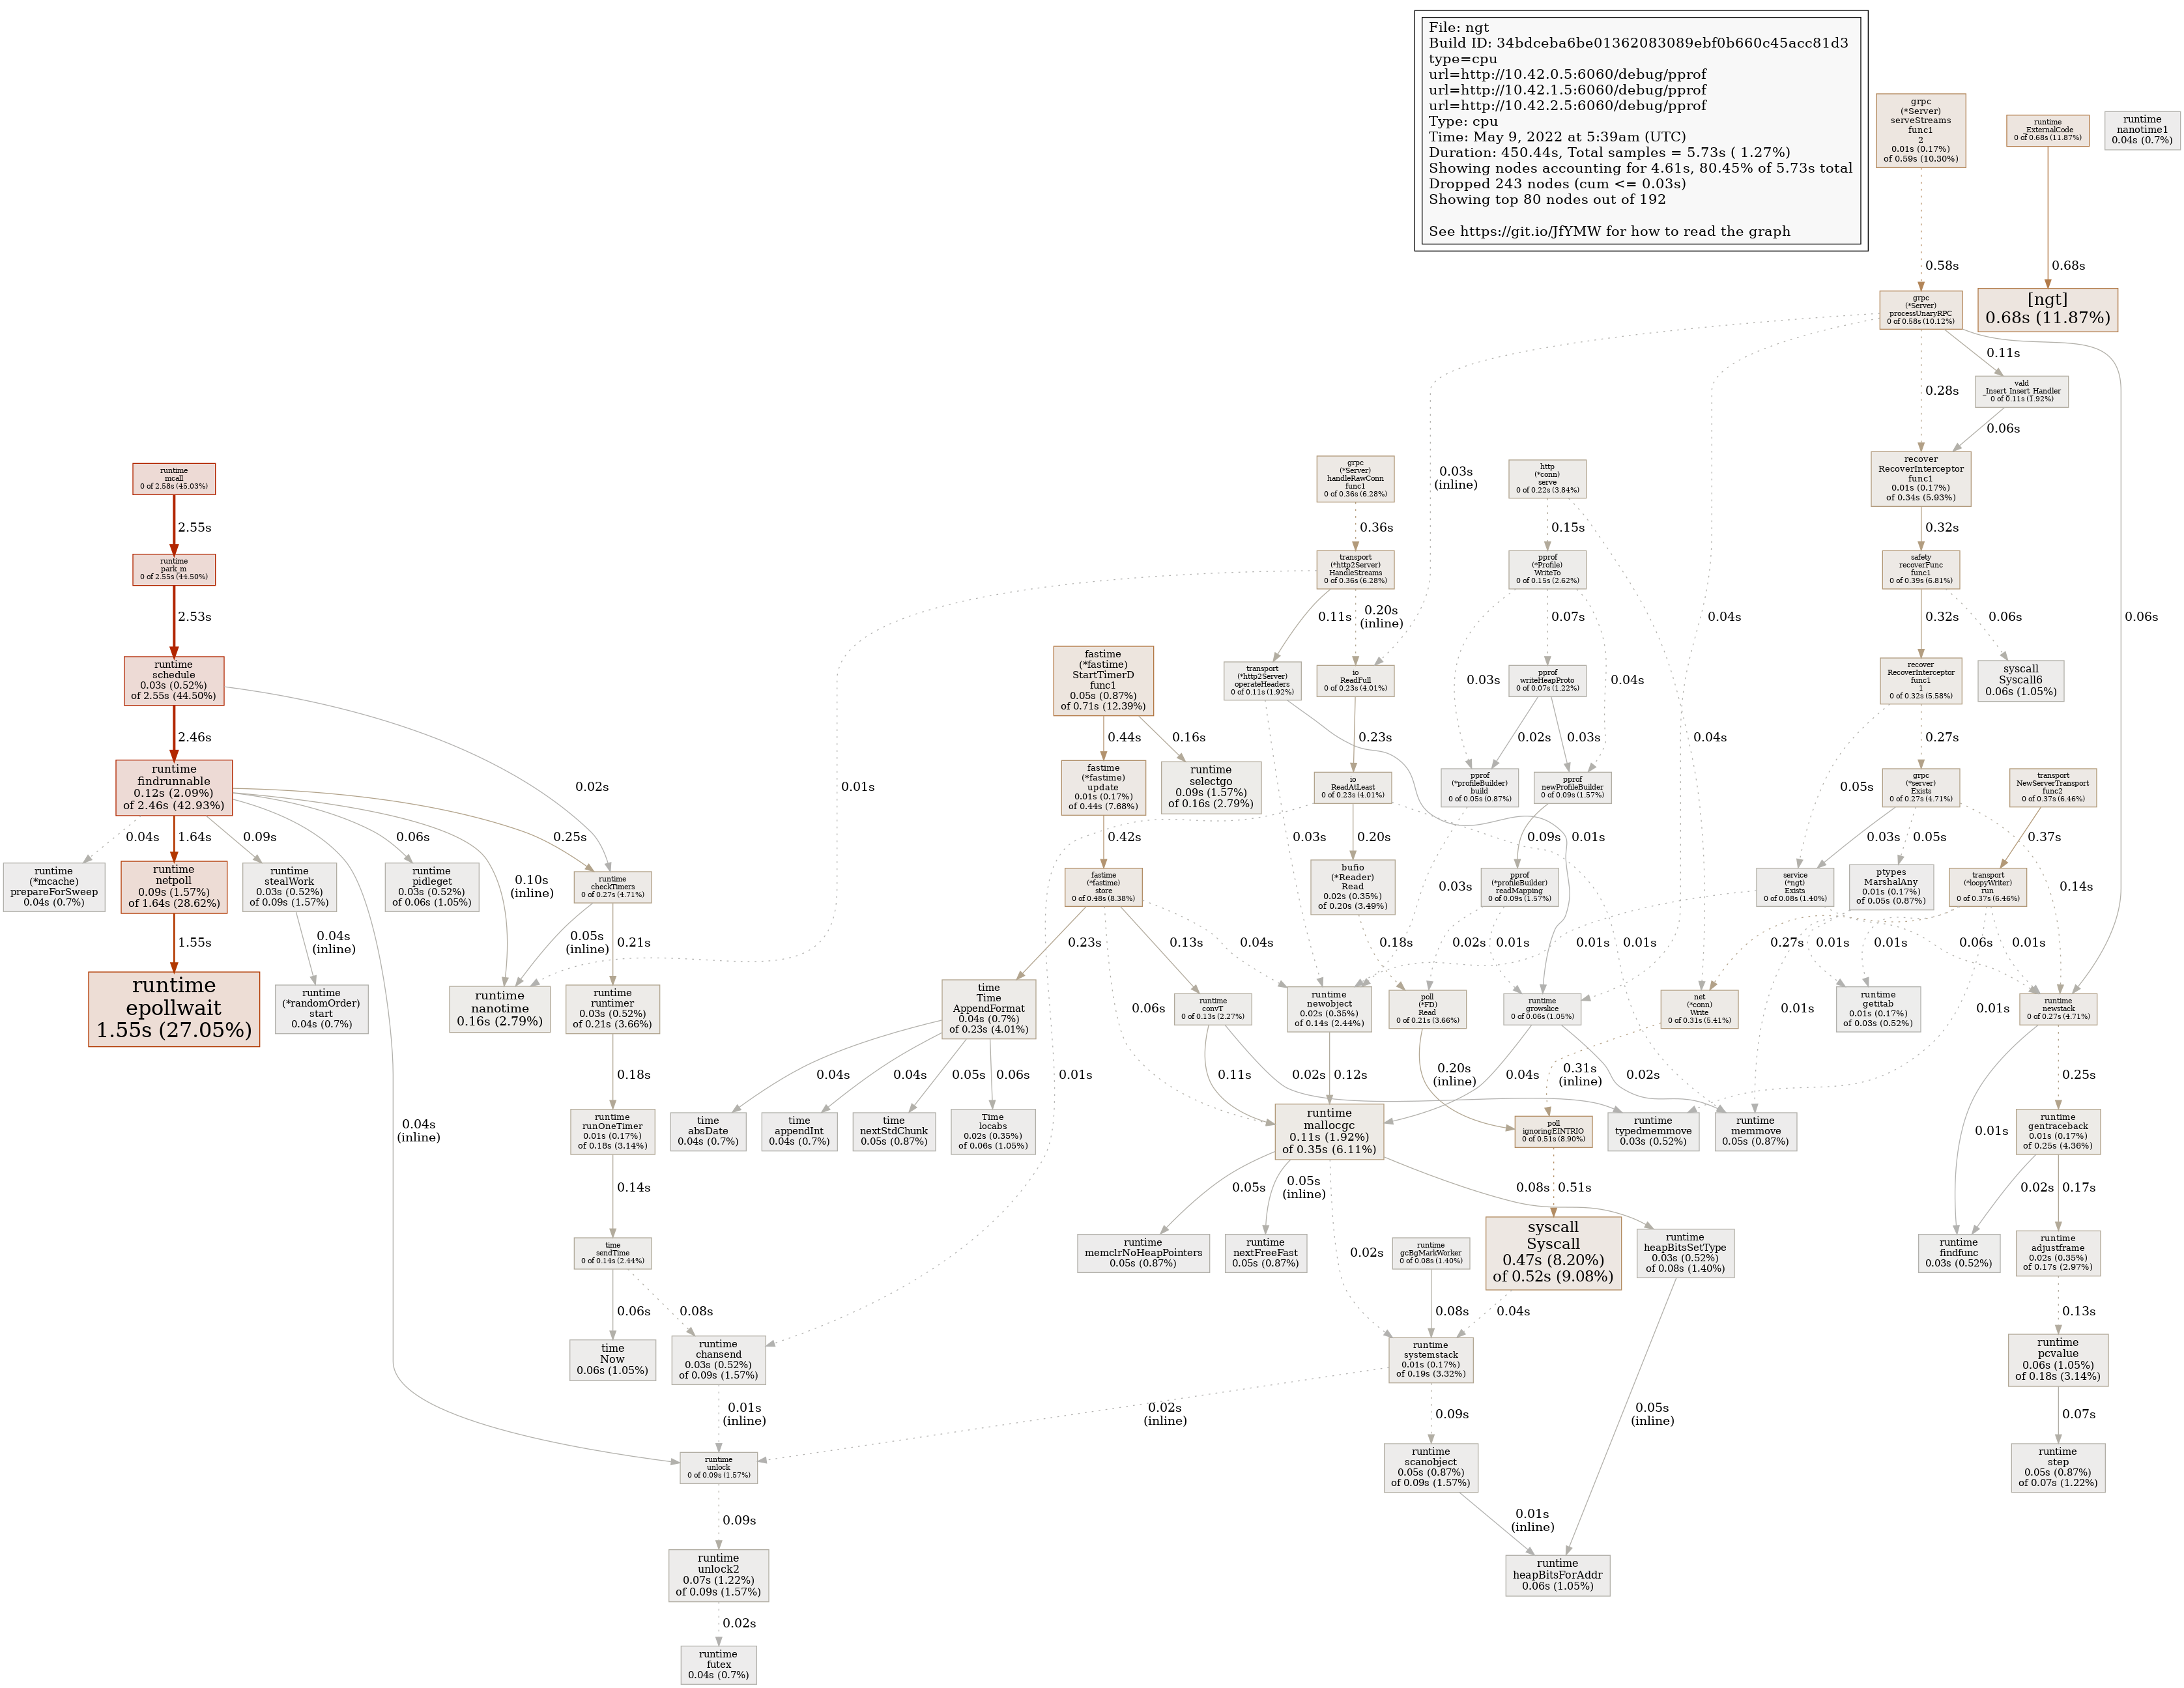 File: ngt
Build ID: 34bdceba6be01362083089ebf0b660c45acc81d3
type=cpu
url=http://10.42.0.5:6060/debug/pprof
url=http://10.42.1.5:6060/debug/pprof
url=http://10.42.2.5:6060/debug/pprof
Type: cpu
Time: May 9, 2022 at 5:39am (UTC)
Duration: 450.44s, Total samples = 5.73s ( 1.27%)
Showing nodes accounting for 4.61s, 80.45% of 5.73s total
Dropped 243 nodes (cum <= 0.03s)
Showing top 80 nodes out of 192
See https://git.io/JfYMW for how to read the graph
grpc
(*Server)
serveStreams
func1
2
0.01s (0.17%)
of 0.59s (10.30%)
runtime
_ExternalCode
0 of 0.68s (11.87%)
runtime
nanotime1
0.04s (0.7%)
0.58s
0.68s
grpc
(*Server)
processUnaryRPC
0 of 0.58s (10.12%)
[ngt]
0.68s (11.87%)
0.11s
0.28s
vald
_Insert_Insert_Handler
0 of 0.11s (1.92%)
0.06s
0.03s
(inline)
0.04s
0.06s
runtime
mcall
0 of 2.58s (45.03%)
grpc
(*Server)
handleRawConn
func1
0 of 0.36s (6.28%)
http
(*conn)
serve
0 of 0.22s (3.84%)
recover
RecoverInterceptor
func1
0.01s (0.17%)
of 0.34s (5.93%)
2.55s
0.36s
0.15s
0.32s
runtime
park_m
0 of 2.55s (44.50%)
transport
(*http2Server)
HandleStreams
0 of 0.36s (6.28%)
pprof
(*Profile)
WriteTo
0 of 0.15s (2.62%)
safety
recoverFunc
func1
0 of 0.39s (6.81%)
2.53s
0.11s
0.20s
(inline)
0.07s
0.32s
0.06s
runtime
schedule
0.03s (0.52%)
of 2.55s (44.50%)
fastime
(*fastime)
StartTimerD
func1
0.05s (0.87%)
of 0.71s (12.39%)
transport
(*http2Server)
operateHeaders
0 of 0.11s (1.92%)
io
ReadFull
0 of 0.23s (4.01%)
0.03s
pprof
writeHeapProto
0 of 0.07s (1.22%)
0.04s
recover
RecoverInterceptor
func1
1
0 of 0.32s (5.58%)
syscall
Syscall6
0.06s (1.05%)
2.46s
0.44s
0.16s
0.23s
0.02s
0.03s
0.04s
0.27s
runtime
findrunnable
0.12s (2.09%)
of 2.46s (42.93%)
0.02s
0.01s
fastime
(*fastime)
update
0.01s (0.17%)
of 0.44s (7.68%)
runtime
selectgo
0.09s (1.57%)
of 0.16s (2.79%)
io
ReadAtLeast
0 of 0.23s (4.01%)
pprof
(*profileBuilder)
build
0 of 0.05s (0.87%)
pprof
newProfileBuilder
0 of 0.09s (1.57%)
0.05s
grpc
(*server)
Exists
0 of 0.27s (4.71%)
transport
NewServerTransport
func2
0 of 0.37s (6.46%)
0.04s
1.64s
0.09s
0.06s
0.25s
0.42s
0.03s
0.20s
0.01s
0.09s
0.03s
0.05s
0.37s
runtime
(*mcache)
prepareForSweep
0.04s (0.7%)
runtime
netpoll
0.09s (1.57%)
of 1.64s (28.62%)
runtime
stealWork
0.03s (0.52%)
of 0.09s (1.57%)
runtime
pidleget
0.03s (0.52%)
of 0.06s (1.05%)
0.10s
(inline)
runtime
checkTimers
0 of 0.27s (4.71%)
fastime
(*fastime)
store
0 of 0.48s (8.38%)
bufio
(*Reader)
Read
0.02s (0.35%)
of 0.20s (3.49%)
0.03s
pprof
(*profileBuilder)
readMapping
0 of 0.09s (1.57%)
service
(*ngt)
Exists
0 of 0.08s (1.40%)
ptypes
MarshalAny
0.01s (0.17%)
of 0.05s (0.87%)
transport
(*loopyWriter)
run
0 of 0.37s (6.46%)
0.14s
1.55s
0.04s
(inline)
0.05s
(inline)
0.21s
0.23s
0.13s
0.04s
0.18s
0.02s
0.01s
0.01s
0.01s
0.27s
0.01s
0.01s
0.06s
0.01s
runtime
epollwait
1.55s (27.05%)
runtime
(*randomOrder)
start
0.04s (0.7%)
runtime
nanotime
0.16s (2.79%)
runtime
runtimer
0.03s (0.52%)
of 0.21s (3.66%)
time
Time
AppendFormat
0.04s (0.7%)
of 0.23s (4.01%)
0.06s
runtime
convT
0 of 0.13s (2.27%)
runtime
newobject
0.02s (0.35%)
of 0.14s (2.44%)
poll
(*FD)
Read
0 of 0.21s (3.66%)
runtime
growslice
0 of 0.06s (1.05%)
net
(*conn)
Write
0 of 0.31s (5.41%)
0.01s
runtime
getitab
0.01s (0.17%)
of 0.03s (0.52%)
0.01s
runtime
newstack
0 of 0.27s (4.71%)
0.18s
0.04s
0.04s
0.05s
0.06s
0.01s
0.11s
0.02s
0.12s
0.20s
(inline)
0.04s
0.31s
(inline)
0.02s
0.25s
0.04s
(inline)
runtime
runOneTimer
0.01s (0.17%)
of 0.18s (3.14%)
time
absDate
0.04s (0.7%)
time
appendInt
0.04s (0.7%)
time
nextStdChunk
0.05s (0.87%)
Time
locabs
0.02s (0.35%)
of 0.06s (1.05%)
runtime
mallocgc
0.11s (1.92%)
of 0.35s (6.11%)
poll
ignoringEINTRIO
0 of 0.51s (8.90%)
runtime
typedmemmove
0.03s (0.52%)
runtime
memmove
0.05s (0.87%)
0.01s
runtime
gentraceback
0.01s (0.17%)
of 0.25s (4.36%)
0.14s
0.05s
0.05s
(inline)
0.08s
0.51s
0.02s
0.17s
time
sendTime
0 of 0.14s (2.44%)
runtime
memclrNoHeapPointers
0.05s (0.87%)
runtime
nextFreeFast
0.05s (0.87%)
0.02s
runtime
gcBgMarkWorker
0 of 0.08s (1.40%)
syscall
Syscall
0.47s (8.20%)
of 0.52s (9.08%)
runtime
heapBitsSetType
0.03s (0.52%)
of 0.08s (1.40%)
runtime
findfunc
0.03s (0.52%)
runtime
adjustframe
0.02s (0.35%)
of 0.17s (2.97%)
0.06s
0.08s
0.08s
0.04s
0.13s
time
Now
0.06s (1.05%)
runtime
chansend
0.03s (0.52%)
of 0.09s (1.57%)
runtime
systemstack
0.01s (0.17%)
of 0.19s (3.32%)
runtime
pcvalue
0.06s (1.05%)
of 0.18s (3.14%)
0.01s
(inline)
0.02s
(inline)
0.09s
0.05s
(inline)
0.07s
runtime
unlock
0 of 0.09s (1.57%)
runtime
scanobject
0.05s (0.87%)
of 0.09s (1.57%)
runtime
step
0.05s (0.87%)
of 0.07s (1.22%)
0.09s
0.01s
(inline)
runtime
unlock2
0.07s (1.22%)
of 0.09s (1.57%)
runtime
heapBitsForAddr
0.06s (1.05%)
0.02s
runtime
futex
0.04s (0.7%)